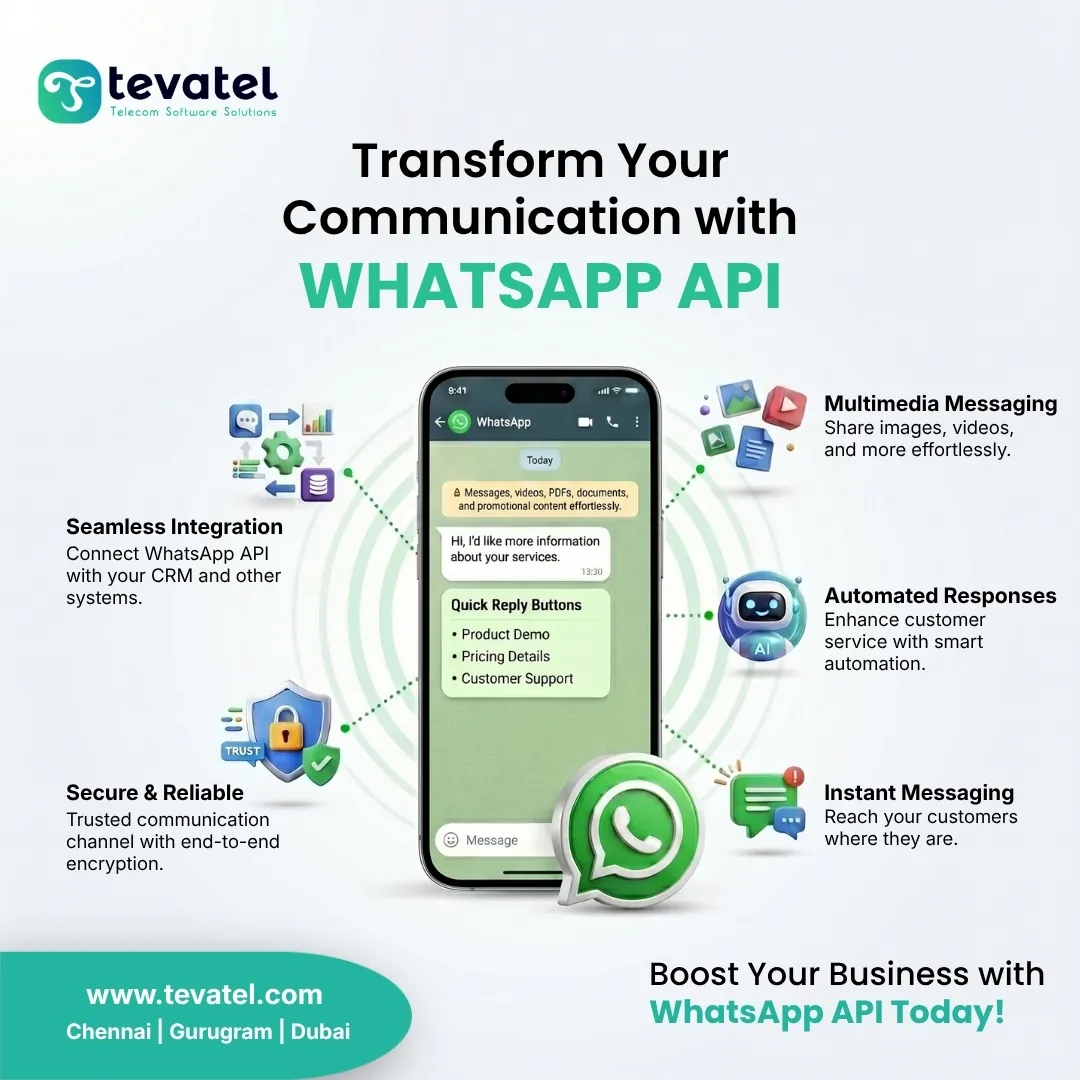 tevatel
Telecom Software Solutions
Transform Your
Communication with
WHATSAPP API
Seamless Integration
Connect WhatsApp API
with your CRM and other
systems.
TRUST
Secure & Reliable
Trusted communication
channel with end-to-end
encryption.
9:41
WhatsApp
Today
Messages, videos, PDFs, documents,
and promotional content effortlessly.
Hi, I'd like more information
about your services.
13:30
Quick Reply Buttons
• Product Demo
• Pricing Details
• Customer Support
Message
Multimedia Messaging
Share images, videos,
and more effortlessly.
AI
Automated Responses
Enhance customer
service with smart
automation.
!
Instant Messaging
Reach your customers
where they are.
www.tevatel.com
Chennai | Gurugram | Dubai
Boost Your Business with
WhatsApp API Today!